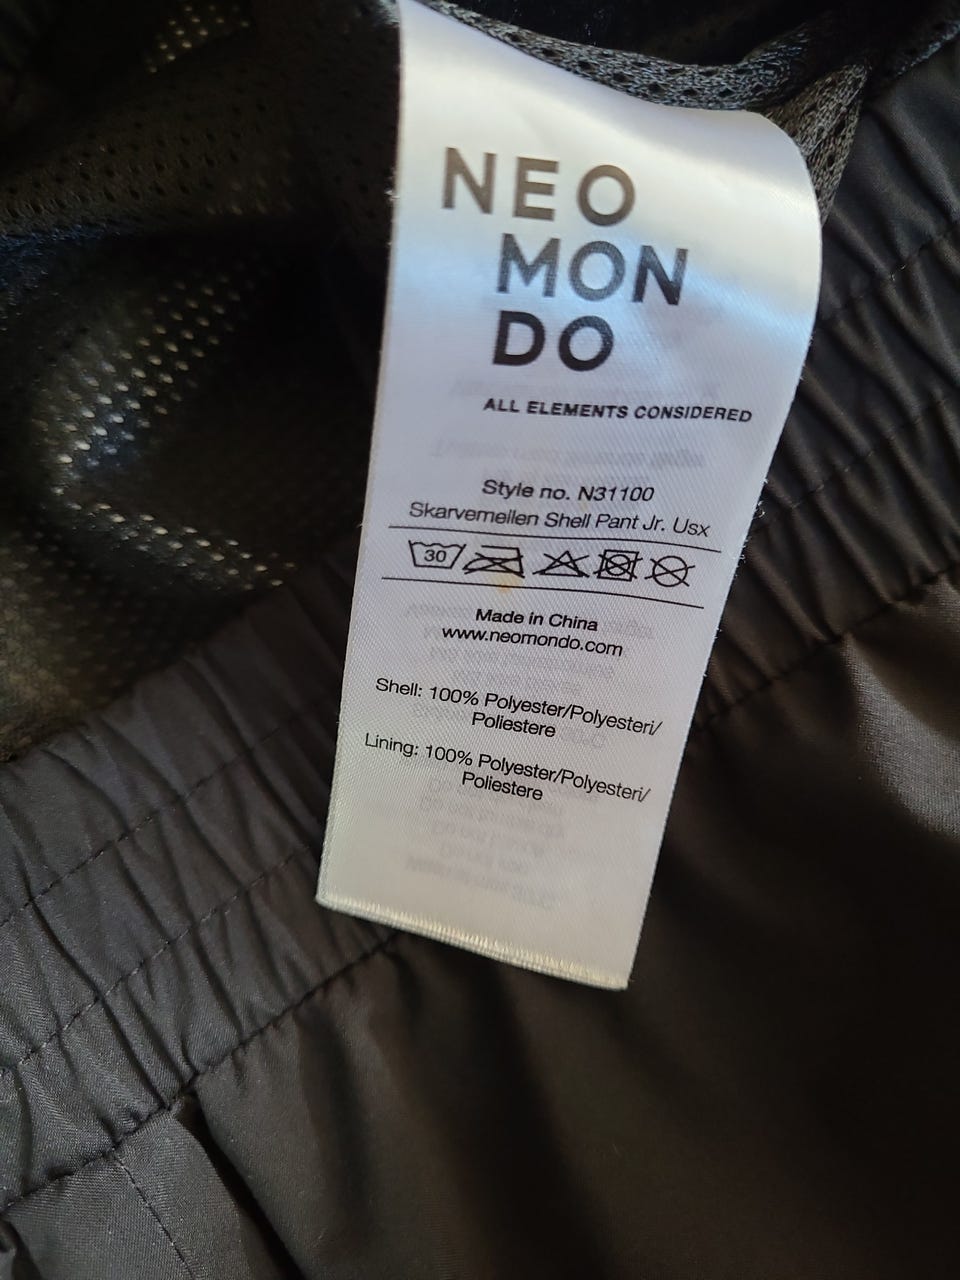 NEO
MON
DO
ALL ELEMENTS CONSIDERED
Style no. N31100
Skarvemellen Shell Pant Jr. Usx
30
Made in China
www.neomondo.com
Shell: 100% Polyester/Polyesteri/
Poliestere
Lining: 100% Polyester/Polyesteri/
Poliestere